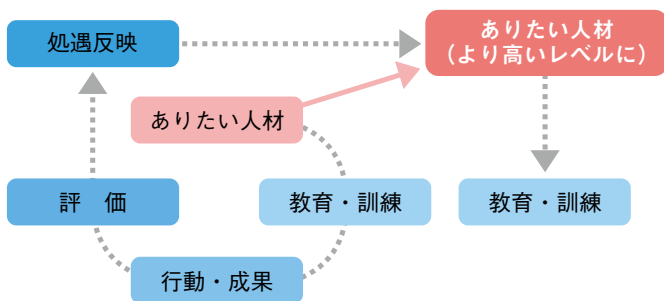 処遇反映
ありたい人材
（より高いレベルに）
ありたい人材
評　価
教育・訓練
教育・訓練
行動・成果